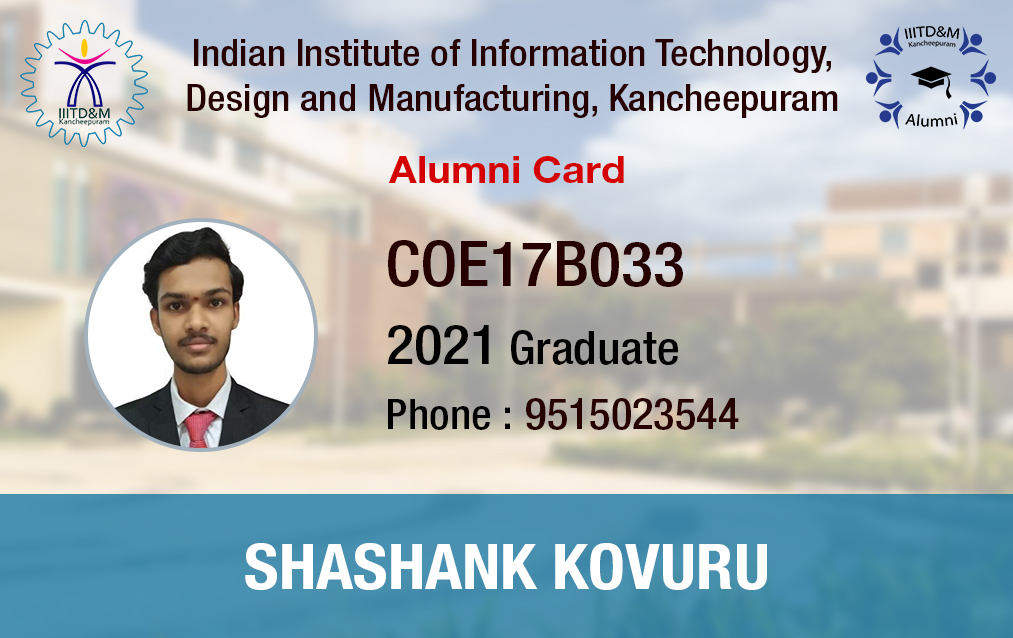 Indian Institute of Information Technology,
Design and Manufacturing, Kancheepuram
IIITD&M
Kancheepuram
IIITD&M
Kancheepuram
Alumni
Alumni Card
COE17B033
2021 Graduate
Phone : 9515023544
SHASHANK KOVURU